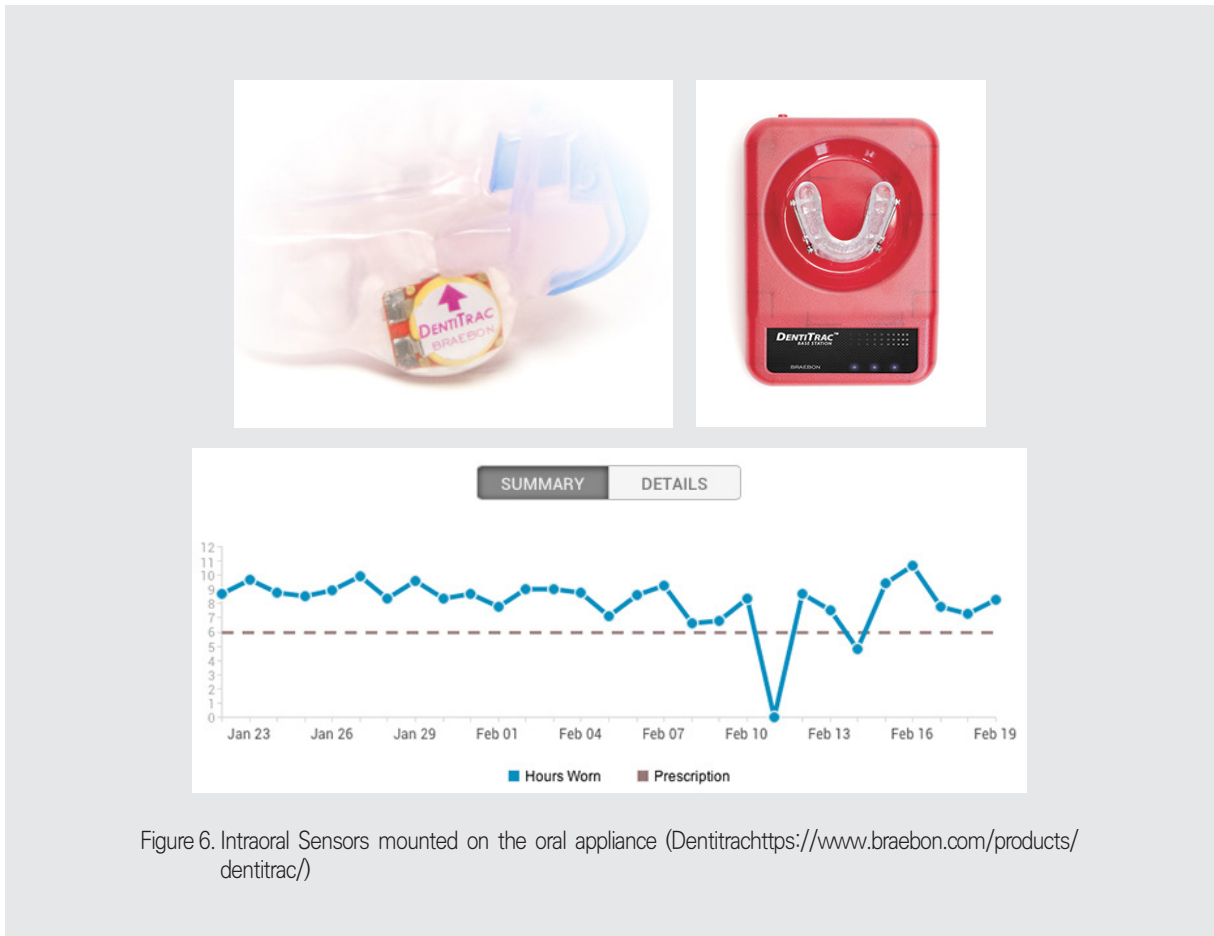 DENTITRAC
BRAEBON
DENTITRAC™
BASE STATION
BRAEBON
SUMMARY DETAILS
12
11
10
9
8
7
6
5
4
3
2
1
0
Jan 23 Jan 26 Jan 29 Feb 01 Feb 04 Feb 07 Feb 10 Feb 13 Feb 16 Feb 19
Hours Worn Prescription
Figure 6. Intraoral Sensors mounted on the oral appliance (Dentitrachttps://www.braebon.com/products/
dentitrac/)